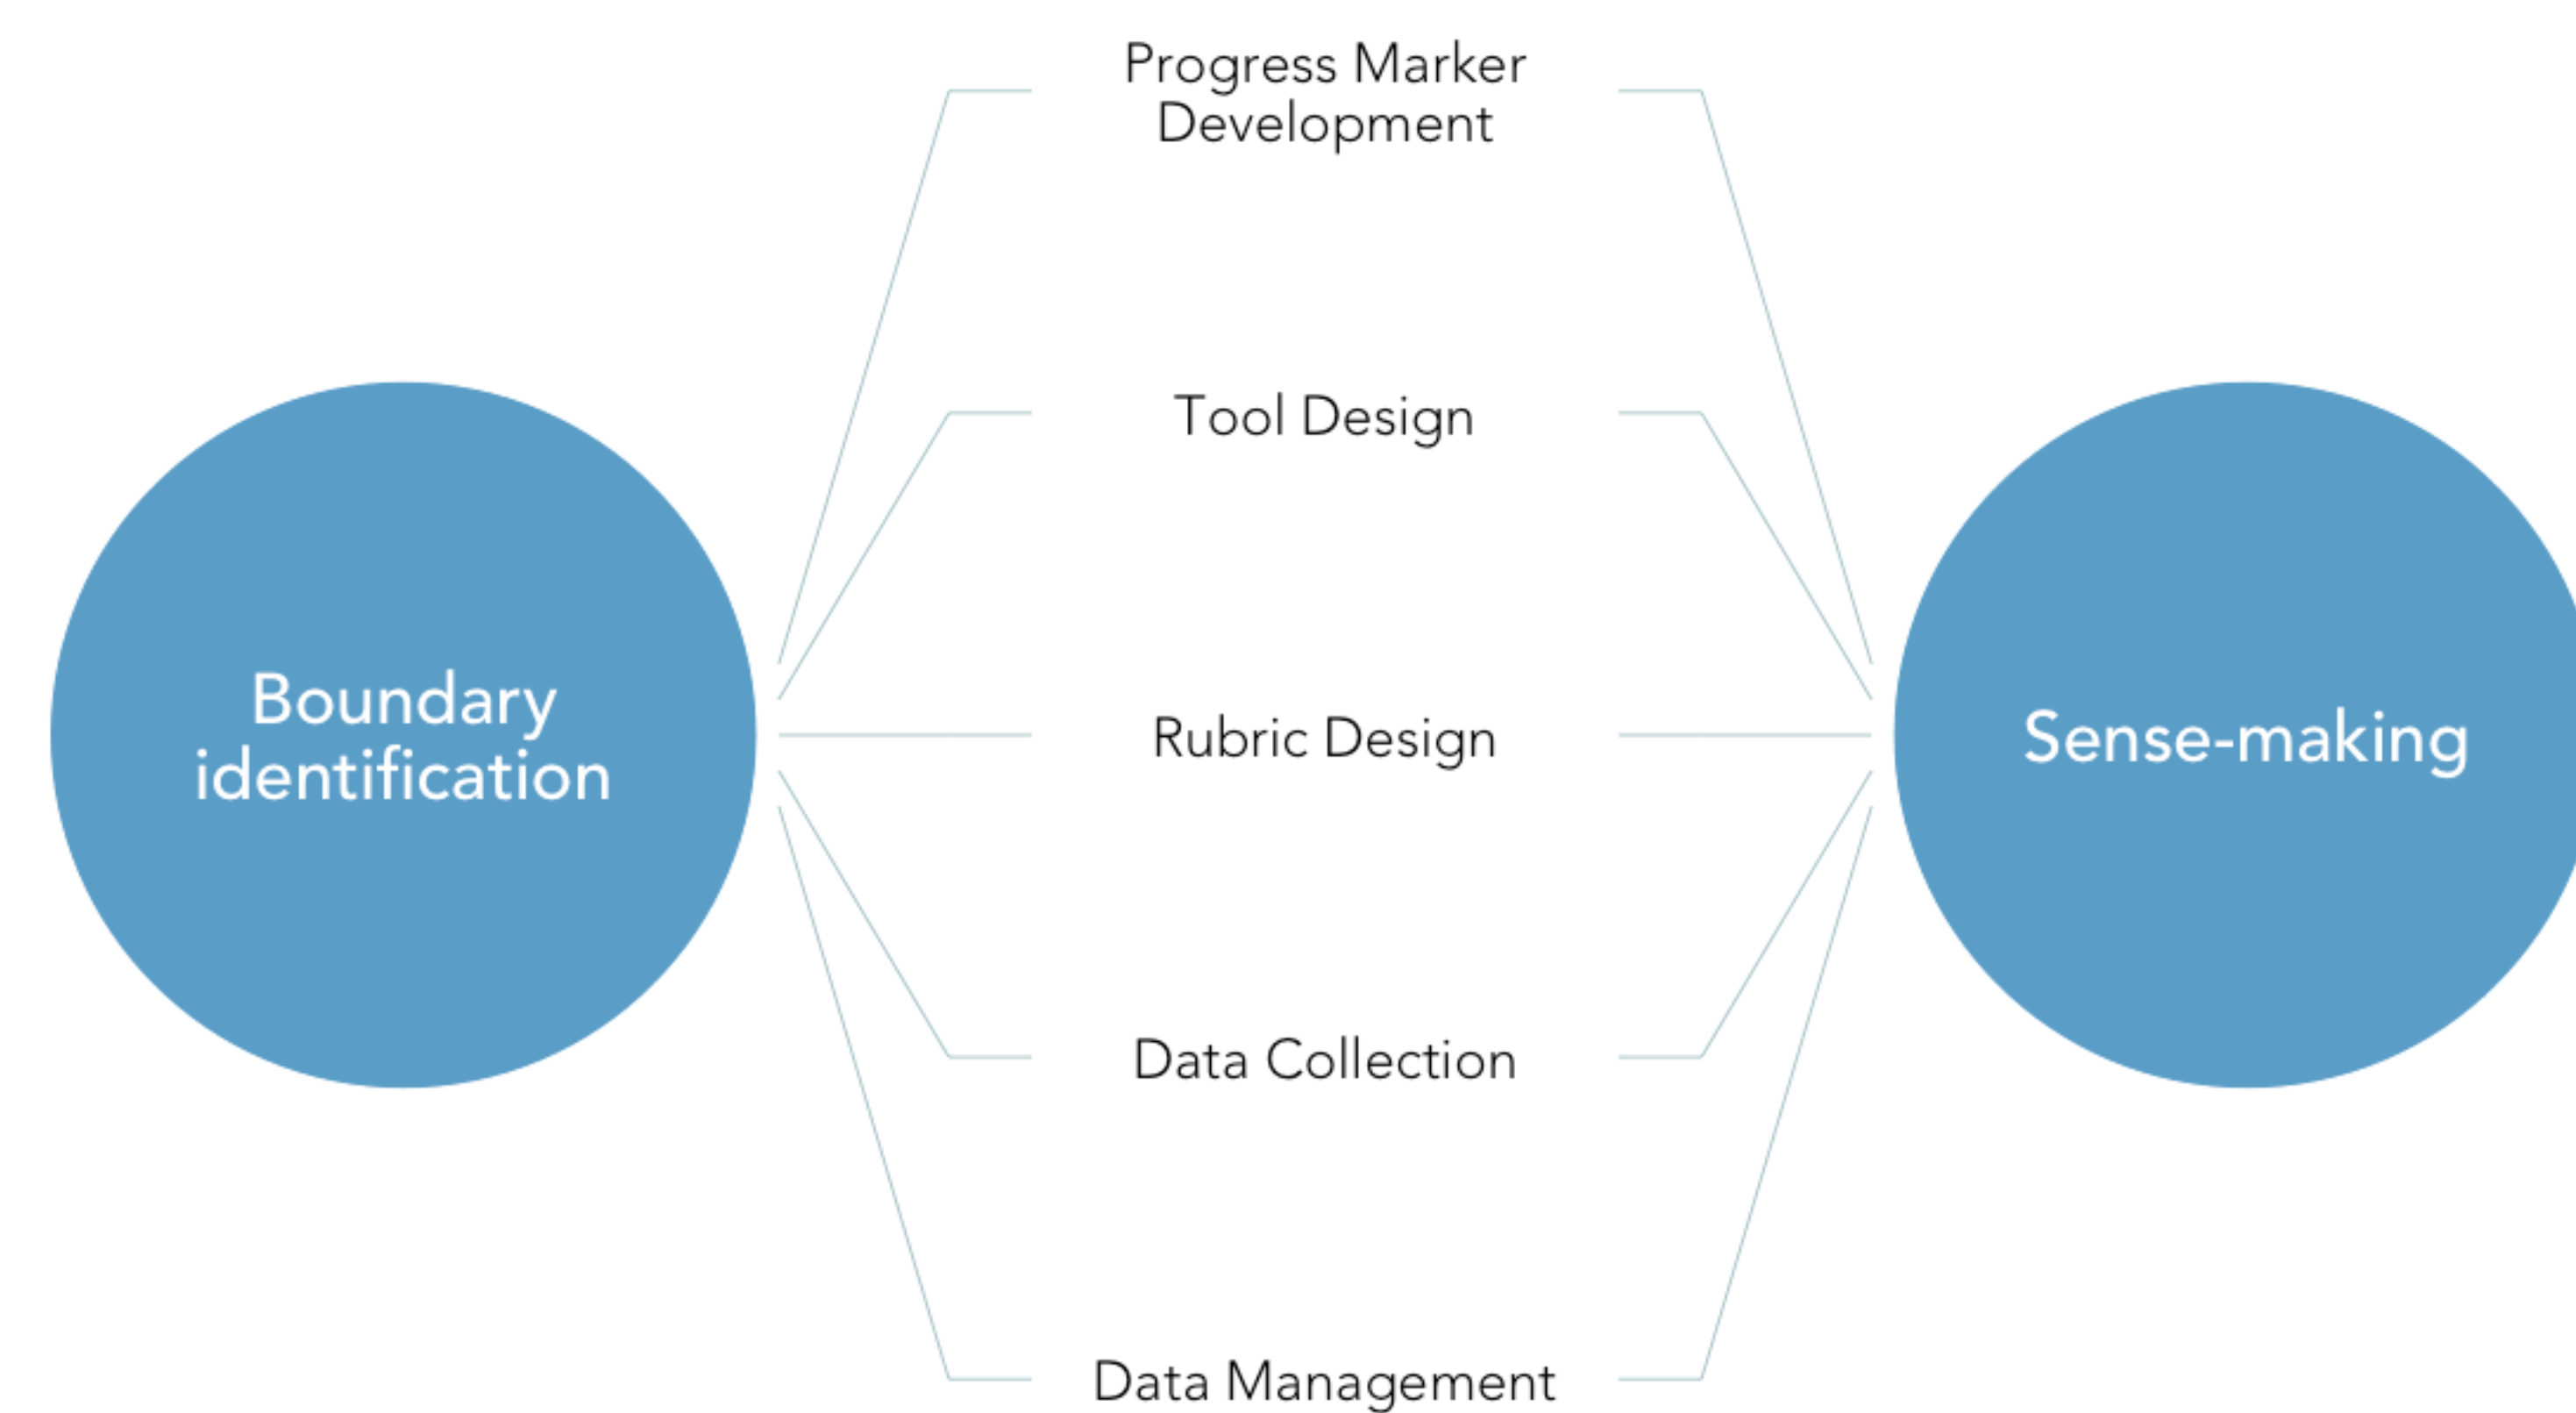 Boundary
identification
Progress Marker
Development
Tool Design
Rubric Design
Data Collection
Data Management
Sense-making